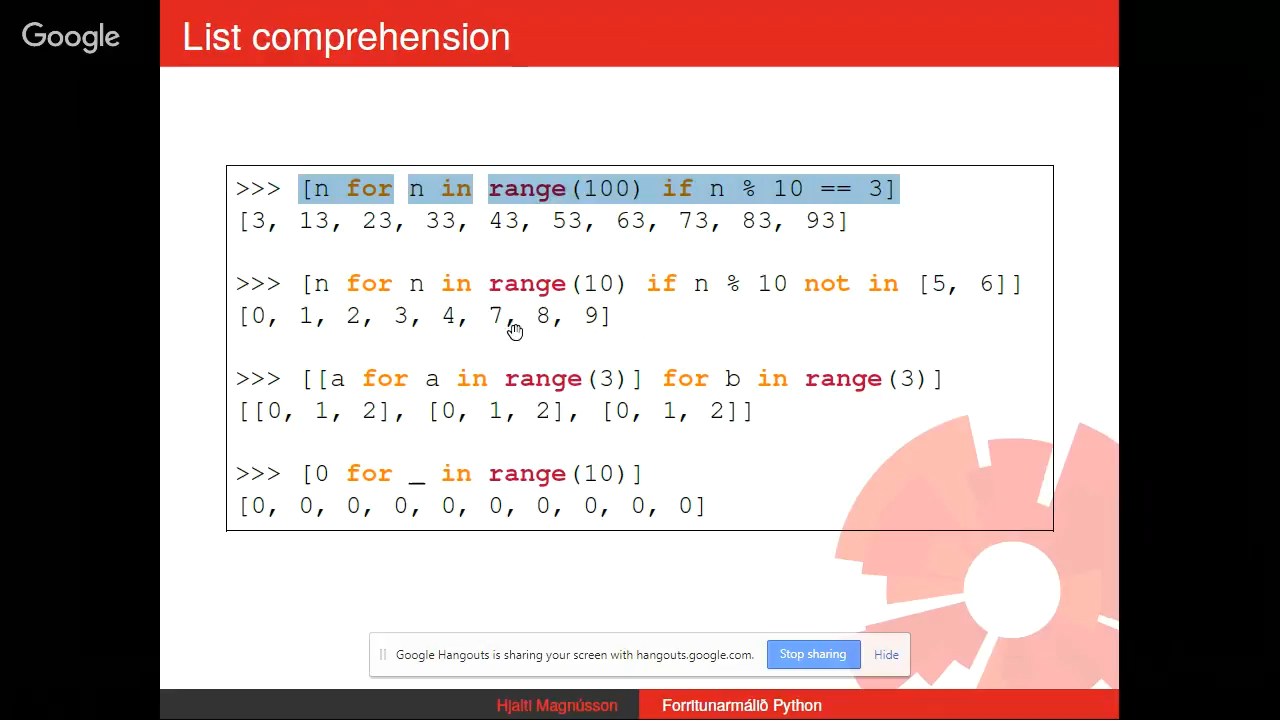 Google
List comprehension
>>> [n for n in range(100) if n % 10 == 3]
[3, 13, 23, 33, 43, 53, 63, 73, 83, 93]
>>> [n for n in range(10) if n % 10 not in [5, 6]]
[0, 1, 2, 3, 4, 7, 8, 9]
>>> [[a for a in range(3)] for b in range(3)]
[[0, 1, 2], [0, 1, 2], [0, 1, 2]]
>>> [0 for _ in range(10)]
[0, 0, 0, 0, 0, 0, 0, 0, 0, 0]
Google Hangouts is sharing your screen with hangouts.google.com. Stop sharing Hide
Hjalti Magnússon Forritunarmálið Python